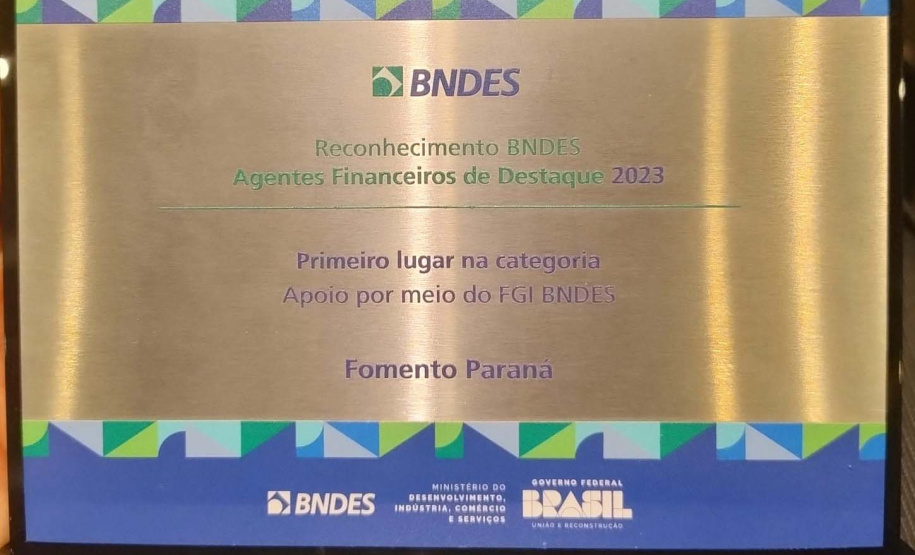 BNDES
Reconhecimento BNDES
Agentes Financeiros de Destaque 2023
Primeiro lugar na categoria
Apoio por meio do FGI BNDES
Fomento Paraná
BNDES
MINISTÉRIO DO
DESENVOLVIMENTO,
INDÚSTRIA, COMÉRCIO
E SERVIÇOS
GOVERNO FEDERAL
BRASIL
UNIÃO E RECONSTRUÇÃO